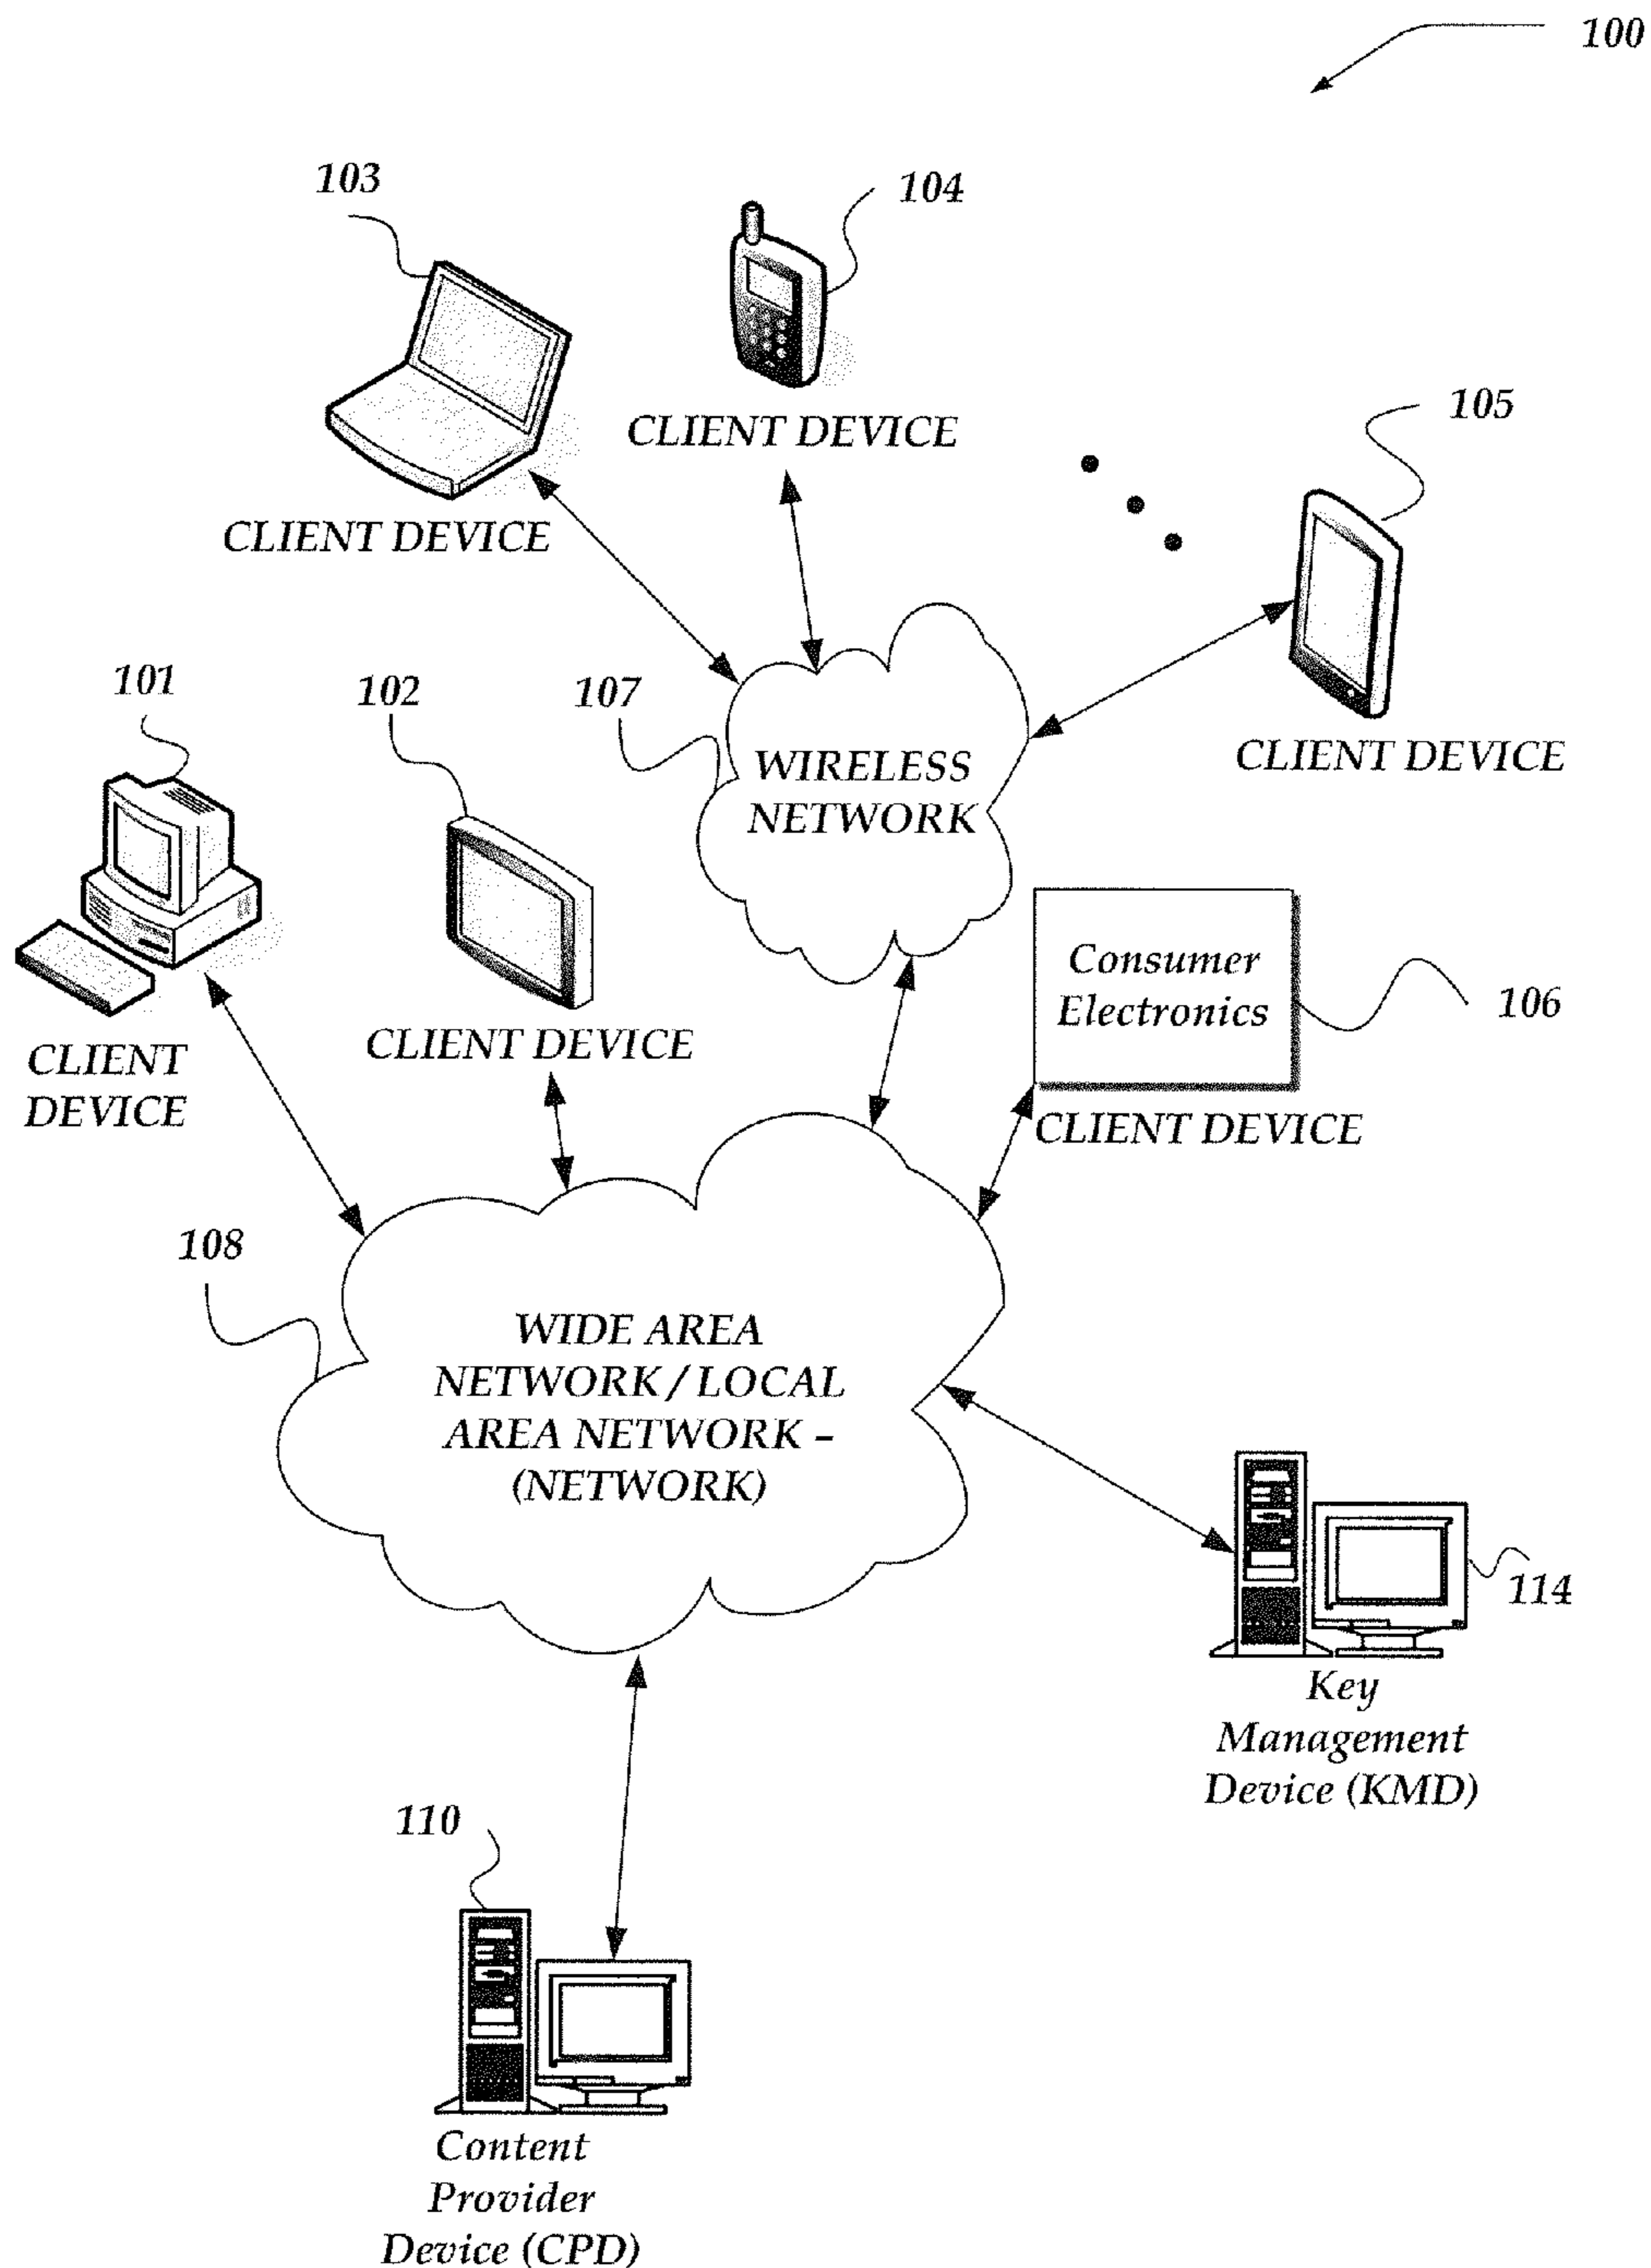 100
103
104
CLIENT DEVICE
105
CLIENT DEVICE
101
102
107
WIRELESS
NETWORK
CLIENT DEVICE
Consumer
Electronics
106
CLIENT
DEVICE
CLIENT DEVICE
CLIENT DEVICE
108
WIDE AREA
NETWORK / LOCAL
AREA NETWORK –
(NETWORK)
114
Key
Management
Device (KMD)
110
Content
Provider
Device (CPD)